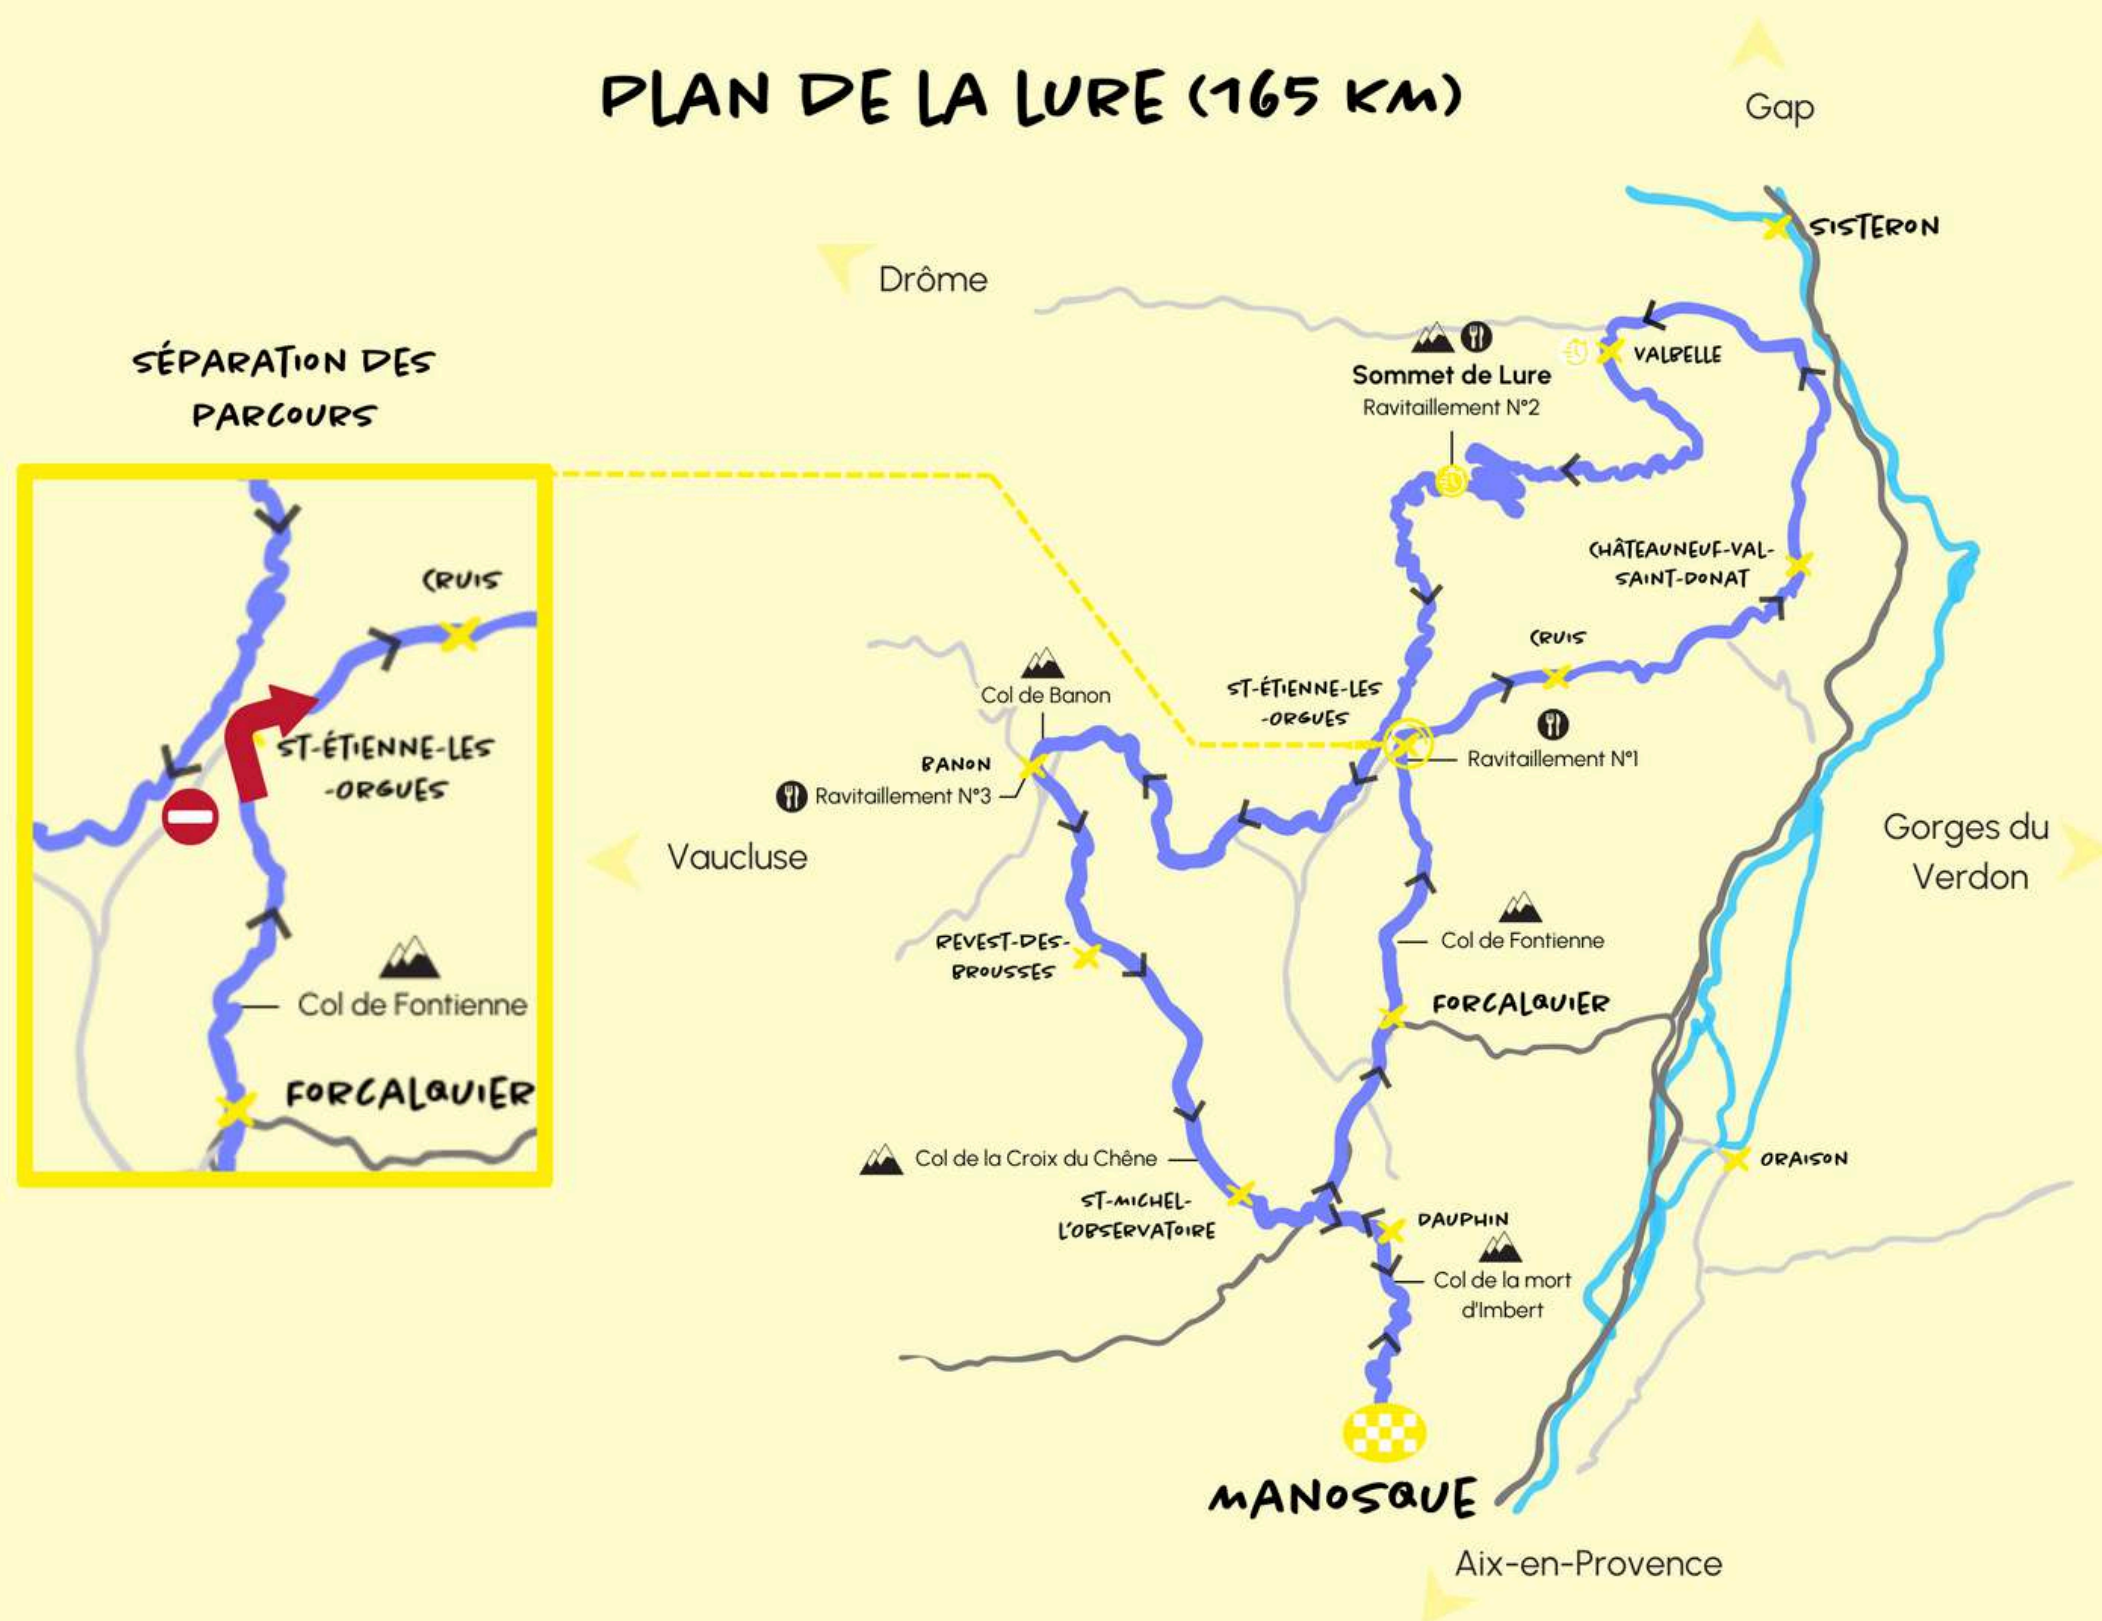 PLAN DE LA LURE (165 KM)
Gap
SISTERON
Drôme
SÉPARATION DES
PARCOURS
VALBELLE
Sommet de Lure
Ravitaillement N°2
CHÂTEAUNEUF-VAL-
SAINT-DONAT
CRUIS
CRUIS
Col de Banon
ST-ÉTIENNE-LES
-ORGUES
ST-ÉTIENNE-LES
-ORGUES
Ravitaillement N°1
BANON
Ravitaillement N°3
Vaucluse
Gorges du
Verdon
REVEST-DES-
BROUSSES
Col de Fontienne
Col de Fontienne
FORCALQUIER
FORCALQUIER
Col de la Croix du Chêne
ORAISON
ST-MICHEL-
L'OBSERVATOIRE
DAUPHIN
Col de la mort
d'Imbert
MANOSQUE
Aix-en-Provence